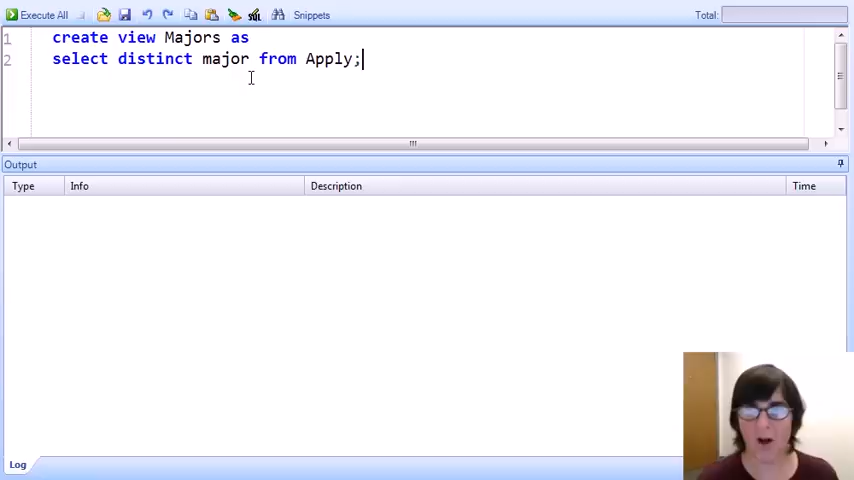 Execute All SQL Snippets Total:
1 create view Majors as
2 select distinct major from Apply;
Output
Type Info Description Time
Log